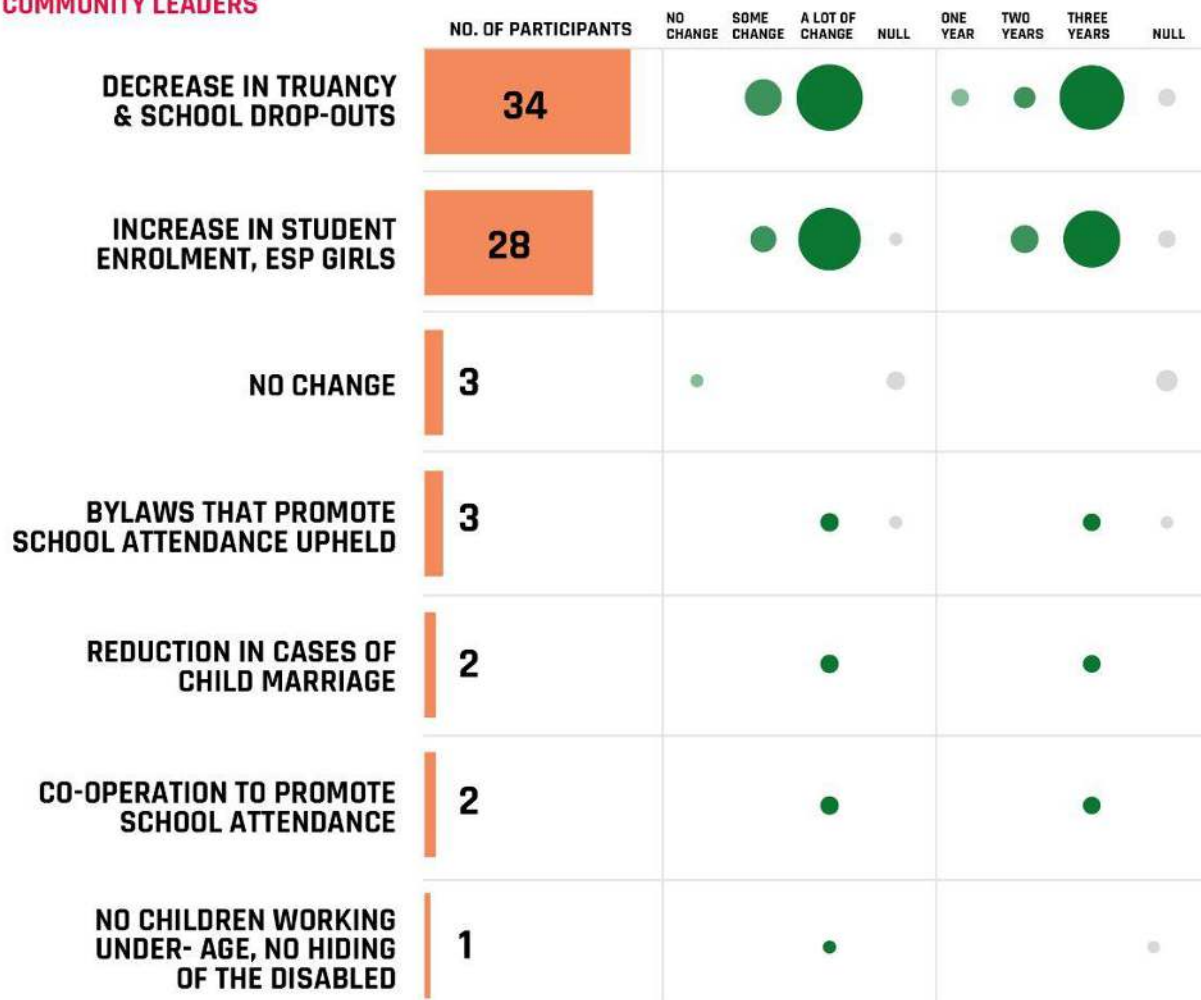 COMMUNITY LEADERS
NO. OF PARTICIPANTS
NO
CHANGE
SOME
CHANGE
A LOT OF
CHANGE
NULL
ONE
YEAR
TWO
YEARS
THREE
YEARS
NULL
DECREASE IN TRUANCY
& SCHOOL DROP-OUTS
34
INCREASE IN STUDENT
ENROLMENT, ESP GIRLS
28
NO CHANGE
3
BYLAWS THAT PROMOTE
SCHOOL ATTENDANCE UPHELD
3
REDUCTION IN CASES OF
CHILD MARRIAGE
2
CO-OPERATION TO PROMOTE
SCHOOL ATTENDANCE
2
NO CHILDREN WORKING
UNDER- AGE, NO HIDING
OF THE DISABLED
1